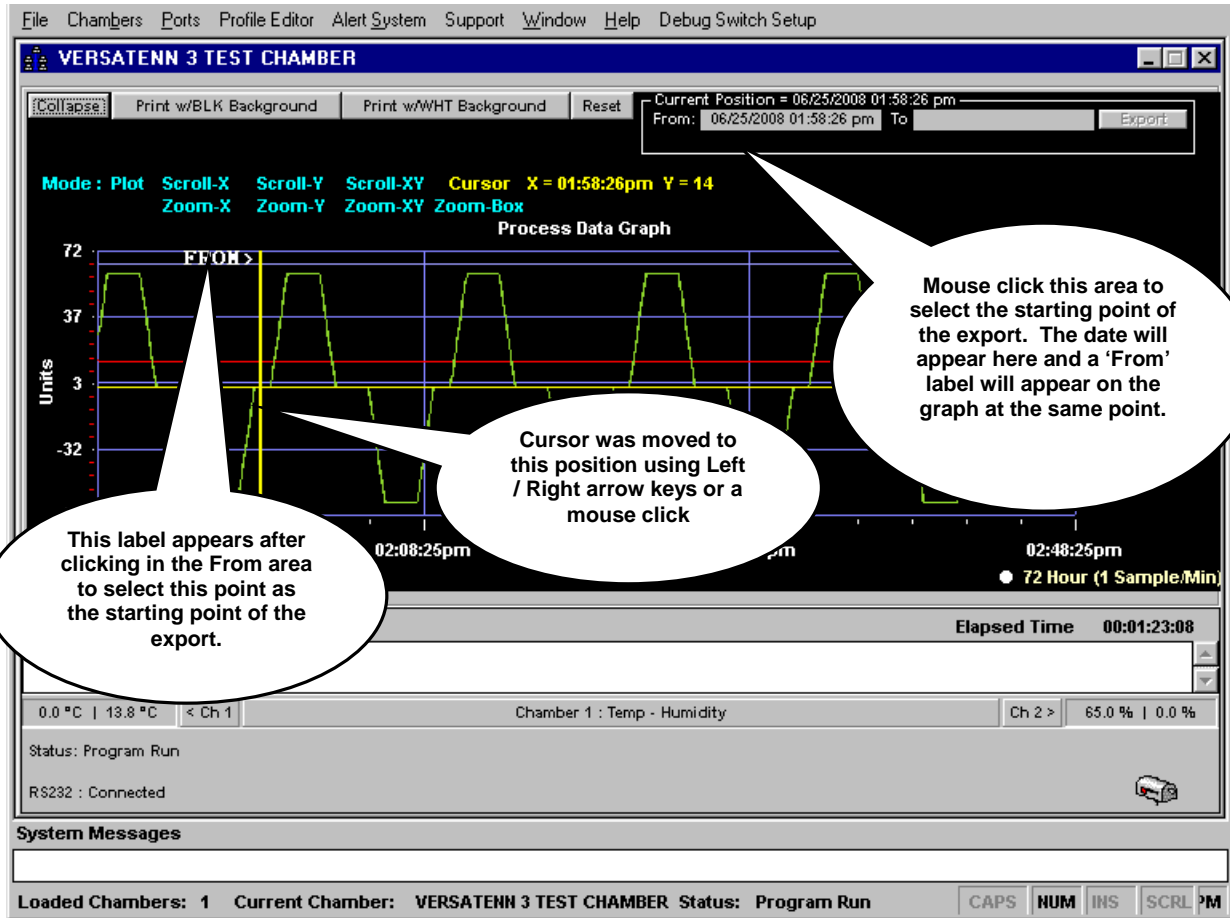 File Chambers Ports Profile Editor Alert System Support Window Help Debug Switch Setup
VERSATENN 3 TEST CHAMBER
Collapse Print w/BLK Background Print w/WHT Background Reset
Current Position = 06/25/2008 01:58:26 pm
From: 06/25/2008 01:58:26 pm To Export
Mode : Plot Scroll-X Scroll-Y Scroll-XY Cursor X = 01:58:26pm Y = 14
Zoom-X Zoom-Y Zoom-XY Zoom-Box
Process Data Graph
72
FROM>
37
Units
3
-32
Mouse click this area to
select the starting point of
the export. The date will
appear here and a ‘From’
label will appear on the
graph at the same point.
Cursor was moved to
this position using Left
/ Right arrow keys or a
mouse click
This label appears after
clicking in the From area
to select this point as
the starting point of the
export.
02:08:25pm pm 02:48:25pm
72 Hour (1 Sample/Min)
Elapsed Time 00:01:23:08
0.0 °C | 13.8 °C < Ch 1 Chamber 1 : Temp - Humidity Ch 2 > 65.0 % | 0.0 %
Status: Program Run
RS232 : Connected
System Messages
Loaded Chambers: 1 Current Chamber: VERSATENN 3 TEST CHAMBER Status: Program Run CAPS NUM INS SCRL PM